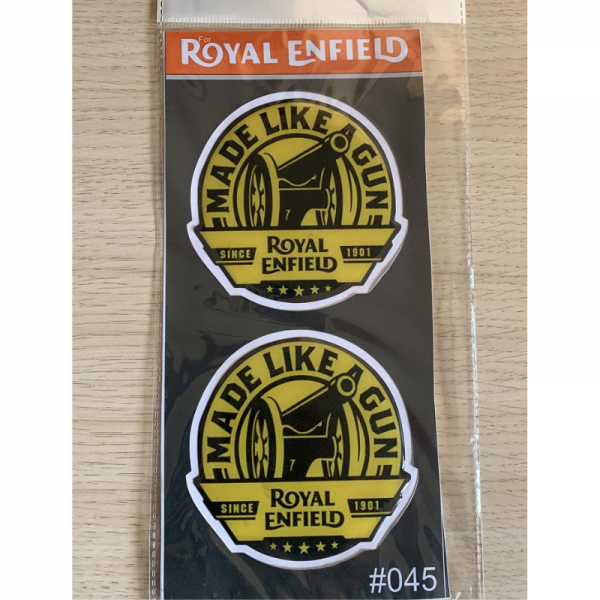 For
ROYAL ENFIELD
MADE LIKE A GUN
SINCE
ROYAL
ENFIELD
1901
MADE LIKE A GUN
SINCE
ROYAL
ENFIELD
1901
#045